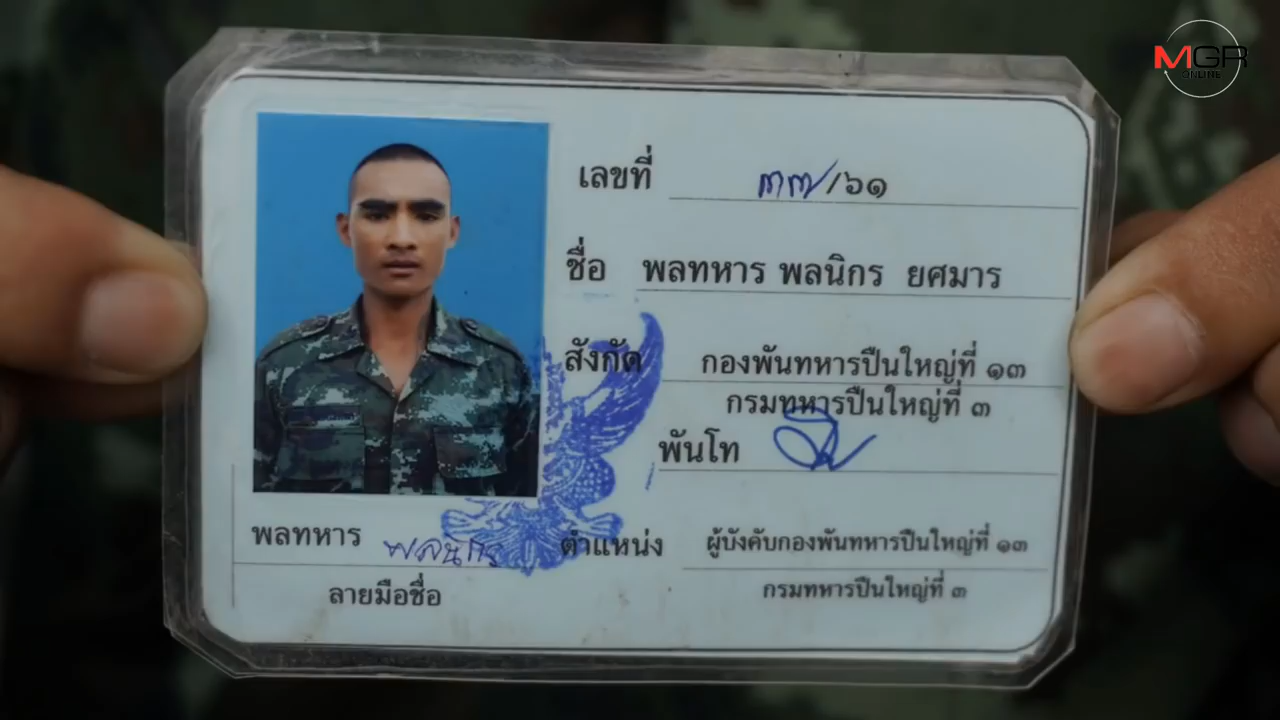 MGR
ONLINE
เลขที่ ๓๗/๖๑
ชื่อ พลทหาร พลนิกร ยศมาร
สังกัด กองพันทหารปืนใหญ่ที่ ๑๓
กรมทหารปืนใหญ่ที่ ๓
พันโท
พลทหาร พลนิกร
ลายมือชื่อ
ตำแหน่ง ผู้บังคับกองพันทหารปืนใหญ่ที่ ๑๓
กรมทหารปืนใหญ่ที่ ๓